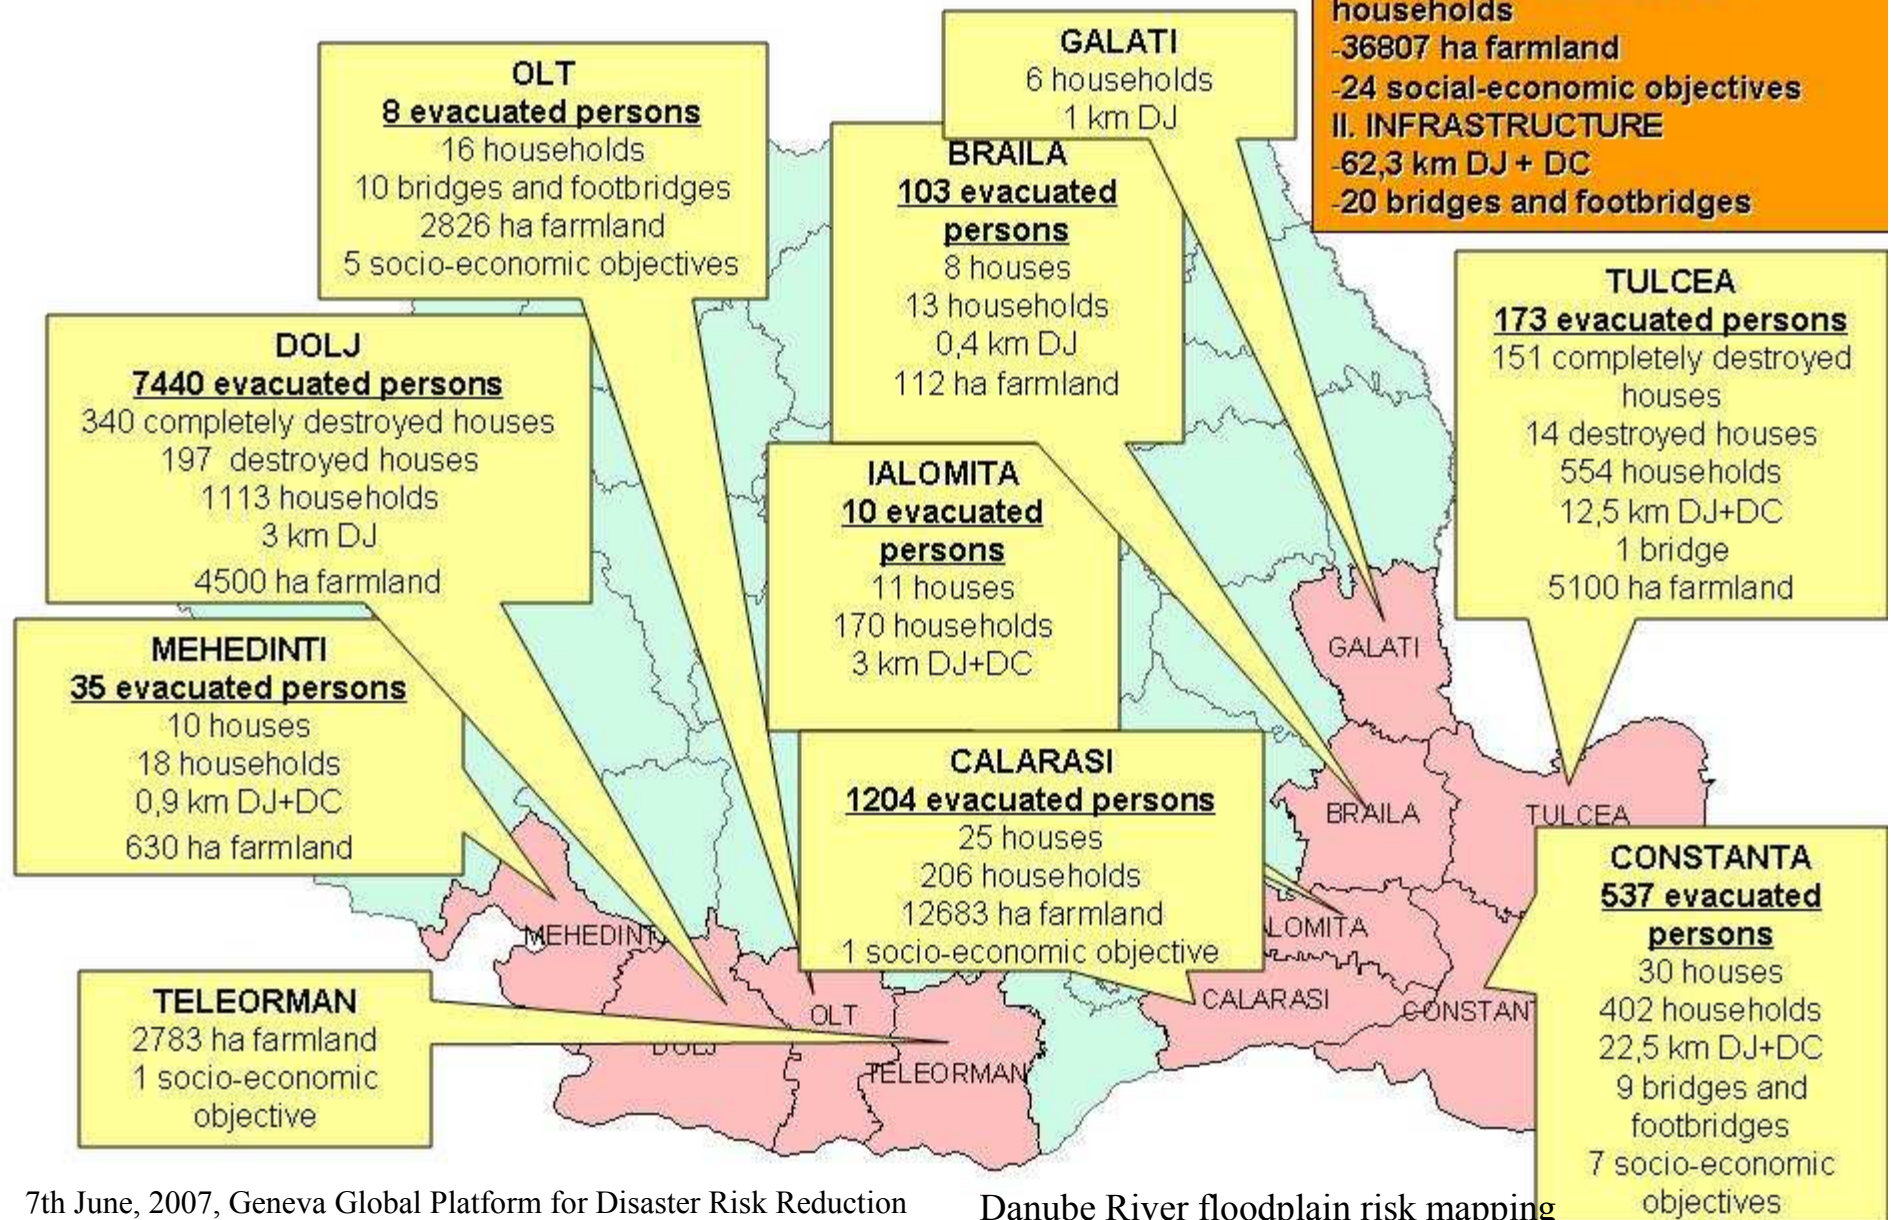 households
-36807 ha farmland
-24 social-economic objectives
II. INFRASTRUCTURE
-62,3 km DJ + DC
-20 bridges and footbridges
GALATI
6 households
1 km DJ
OLT
8 evacuated persons
16 households
10 bridges and footbridges
2826 ha farmland
5 socio-economic objectives
BRAILA
103 evacuated
persons
8 houses
13 households
0,4 km DJ
112 ha farmland
TULCEA
173 evacuated persons
151 completely destroyed
houses
14 destroyed houses
554 households
12,5 km DJ+DC
1 bridge
5100 ha farmland
DOLJ
7440 evacuated persons
340 completely destroyed houses
197 destroyed houses
1113 households
3 km DJ
4500 ha farmland
IALOMITA
10 evacuated
persons
11 houses
170 households
3 km DJ+DC
MEHEDINTI
35 evacuated persons
10 houses
18 households
0,9 km DJ+DC
630 ha farmland
CALARASI
1204 evacuated persons
25 houses
206 households
12683 ha farmland
1 socio-economic objective
CONSTANTA
537 evacuated
persons
30 houses
402 households
22,5 km DJ+DC
9 bridges and
footbridges
7 socio-economic
objectives
TELEORMAN
2783 ha farmland
1 socio-economic
objective
GALATI
BRAILA
TULCEA
MEHEDINTI
LOMITA
CALARASI
CONSTAN
OLT
DOLJ
TELEORMAN
7th June, 2007, Geneva Global Platform for Disaster Risk Reduction
Danube River floodplain risk mapping